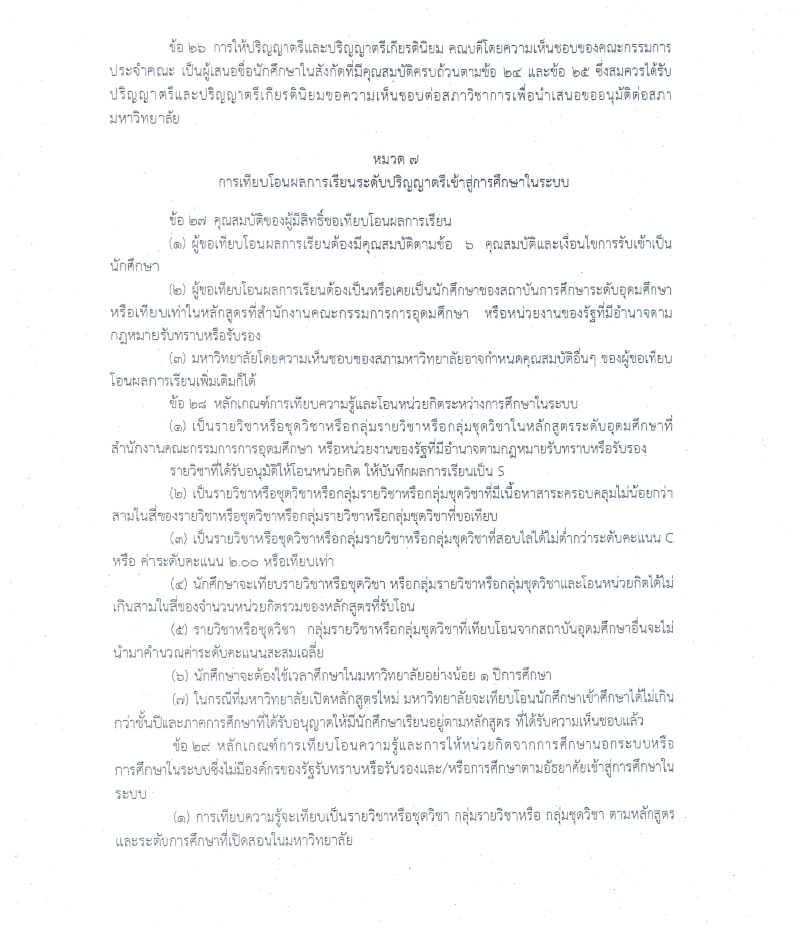 ข้อ ๒๖ การให้ปริญญาตรีและปริญญาตรีเกียรตินิยม คณบดีโดยความเห็นชอบของคณะกรรมการ
ประจำคณะ เป็นผู้เสนอชื่อนักศึกษาในสังกัดที่มีคุณสมบัติครบถ้วนตามข้อ ๒๔ และข้อ ๒๕ ซึ่งสมควรได้รับ
ปริญญาตรีและปริญญาตรีเกียรตินิยมขอความเห็นชอบต่อสภาวิชาการเพื่อนำเสนอขออนุมัติต่อสภา
มหาวิทยาลัย
หมวด ๗
การเทียบโอนผลการเรียนระดับปริญญาตรีเข้าสู่การศึกษาในระบบ
ข้อ ๒๗ คุณสมบัติของผู้มีสิทธิ์ขอเทียบโอนผลการเรียน
(๑) ผู้ขอเทียบโอนผลการเรียนต้องมีคุณสมบัติตามข้อ ๖ คุณสมบัติและเงื่อนไขการรับเข้าเป็น
นักศึกษา
(๒) ผู้ขอเทียบโอนผลการเรียนต้องเป็นหรือเคยเป็นนักศึกษาของสถาบันการศึกษาระดับอุดมศึกษา
หรือเทียบเท่าในหลักสูตรที่สำนักงานคณะกรรมการการอุดมศึกษา หรือหน่วยงานของรัฐที่มีอำนาจตาม
กฎหมายรับทราบหรือรับรอง
(๓) มหาวิทยาลัยโดยความเห็นชอบของสภามหาวิทยาลัยอาจกำหนดคุณสมบัติอื่นๆ ของผู้ขอเทียบ
โอนผลการเรียนเพิ่มเติมก็ได้
ข้อ ๒๘ หลักเกณฑ์การเทียบความรู้และโอนหน่วยกิตระหว่างการศึกษาในระบบ
(๑) เป็นรายวิชาหรือชุดวิชาหรือกลุ่มรายวิชาหรือกลุ่มชุดวิชาในหลักสูตรระดับอุดมศึกษาที่
สำนักงานคณะกรรมการการอุดมศึกษา หรือหน่วยงานของรัฐที่มีอำนาจตามกฎหมายรับทราบหรือรับรอง
รายวิชาที่ได้รับอนุมัติให้โอนหน่วยกิต ให้บันทึกผลการเรียนเป็น S
(๒) เป็นรายวิชาหรือชุดวิชาหรือกลุ่มรายวิชาหรือกลุ่มชุดวิชาที่มีเนื้อหาสาระครอบคลุมไม่น้อยกว่า
สามในสี่ของรายวิชาหรือชุดวิชาหรือกลุ่มรายวิชาหรือกลุ่มชุดวิชาที่ขอเทียบ
(๓) เป็นรายวิชาหรือชุดวิชาหรือกลุ่มรายวิชาหรือกลุ่มชุดวิชาที่สอบไล่ได้ไม่ต่ำกว่าระดับคะแนน C
หรือ ค่าระดับคะแนน ๒.๐๐ หรือเทียบเท่า
(๔) นักศึกษาจะเทียบรายวิชาหรือชุดวิชา หรือกลุ่มรายวิชาหรือกลุ่มชุดวิชาและโอนหน่วยกิตได้ไม่
เกินสามในสี่ของจำนวนหน่วยกิตรวมของหลักสูตรที่รับโอน
(๕) รายวิชาหรือชุดวิชา กลุ่มรายวิชาหรือกลุ่มชุดวิชาที่เทียบโอนจากสถาบันอุดมศึกษาอื่นจะไม่
นำมาคำนวณค่าระดับคะแนนสะสมเฉลี่ย
(๖) นักศึกษาจะต้องใช้เวลาศึกษาในมหาวิทยาลัยอย่างน้อย ๑ ปีการศึกษา
(๗) ในกรณีที่มหาวิทยาลัยเปิดหลักสูตรใหม่ มหาวิทยาลัยจะเทียบโอนนักศึกษาเข้าศึกษาได้ไม่เกิน
กว่าชั้นปีและภาคการศึกษาที่ได้รับอนุญาตให้มีนักศึกษาเรียนอยู่ตามหลักสูตร ที่ได้รับความเห็นชอบแล้ว
ข้อ ๒๙ หลักเกณฑ์การเทียบโอนความรู้และการให้หน่วยกิตจากการศึกษานอกระบบหรือ
การศึกษาในระบบซึ่งไม่มีองค์กรของรัฐรับทราบหรือรับรองและ/หรือการศึกษาตามอัธยาศัยเข้าสู่การศึกษาใน
ระบบ
(๑) การเทียบความรู้จะเทียบเป็นรายวิชาหรือชุดวิชา กลุ่มรายวิชาหรือ กลุ่มชุดวิชา ตามหลักสูตร
และระดับการศึกษาที่เปิดสอนในมหาวิทยาลัย